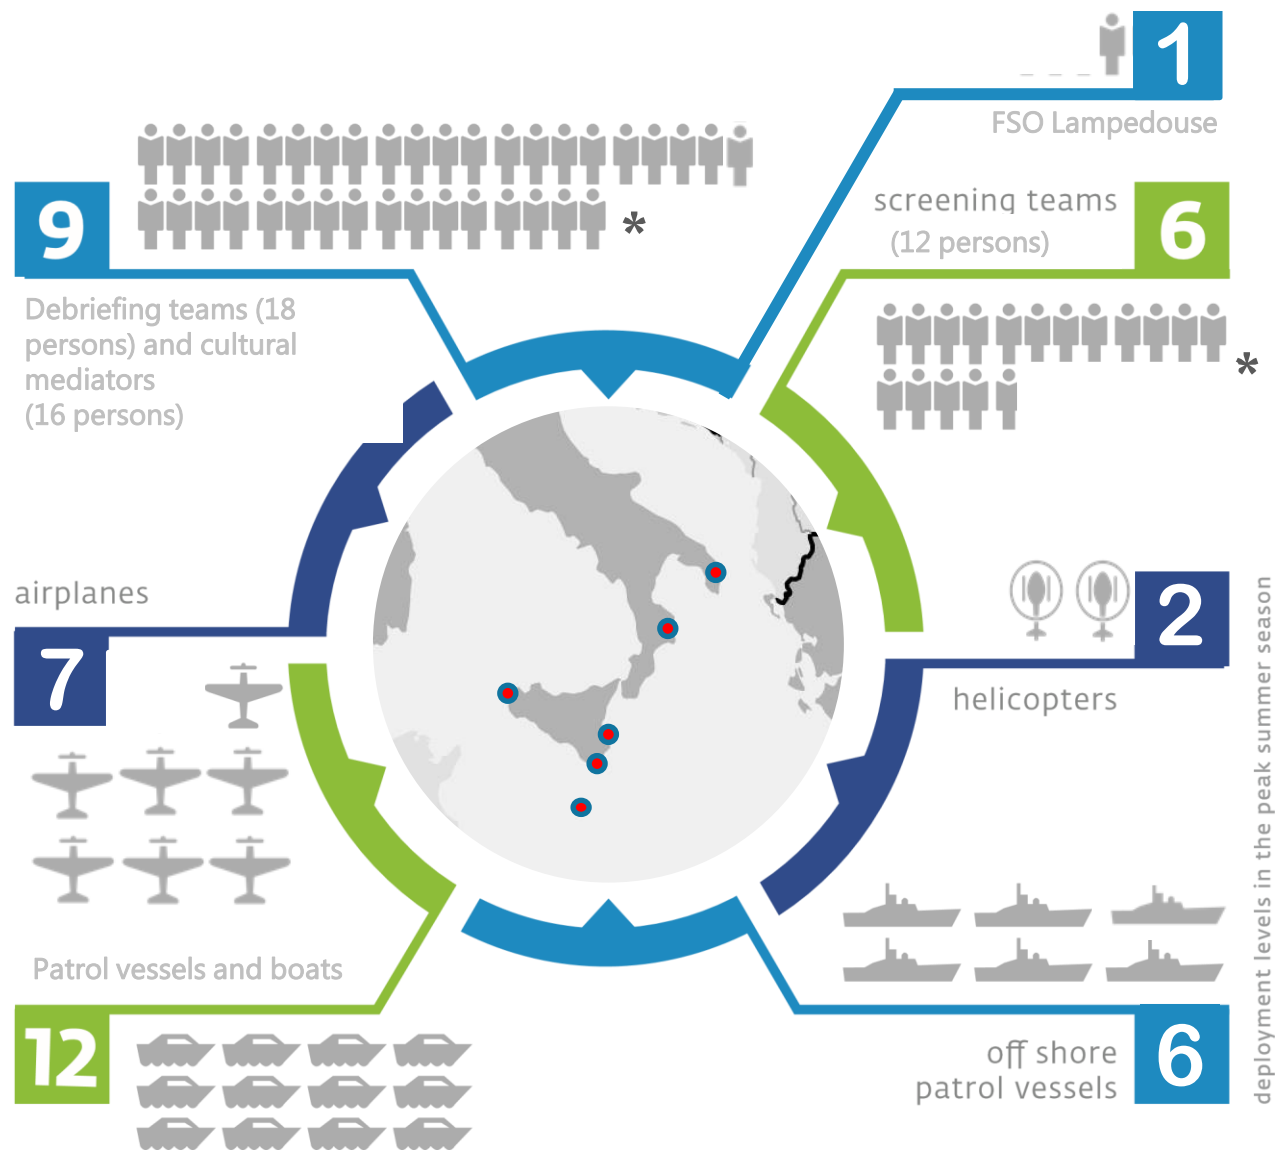 1
FSO Lampedouse
screening teams
(12 persons)
6
*
9
*
Debriefing teams (18
persons) and cultural
mediators
(16 persons)
airplanes
7
2
helicopters
deployment levels in the peak summer season
Patrol vessels and boats
12
off shore
patrol vessels
6